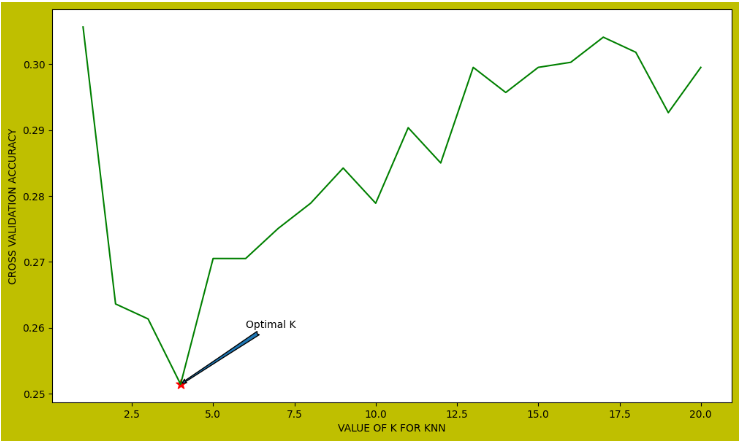 0.30
0.29
0.28
0.27
0.26
0.25
CROSS VALIDATION ACCURACY
Optimal K
2.5 5.0 7.5 10.0 12.5 15.0 17.5 20.0
VALUE OF K FOR KNN